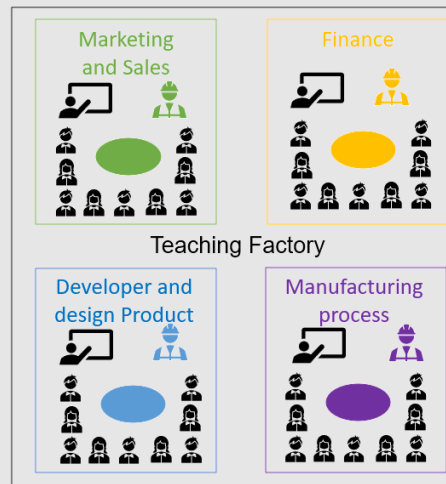 Marketing
and Sales
Finance
Teaching Factory
Developer and
design Product
Manufacturing
process